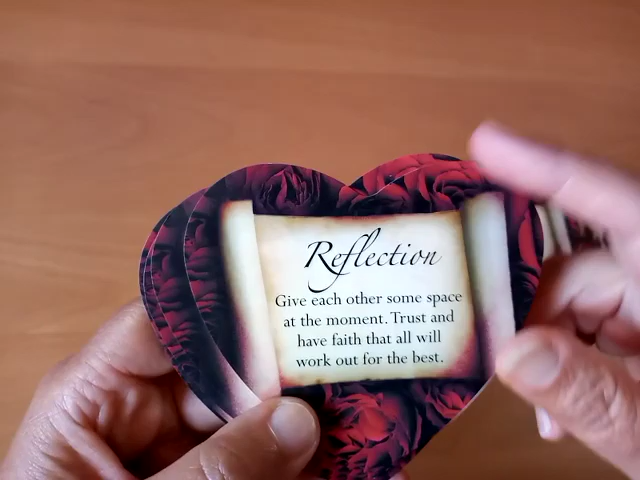 Reflection
Give each other some space
at the moment. Trust and
have faith that all will
work out for the best.